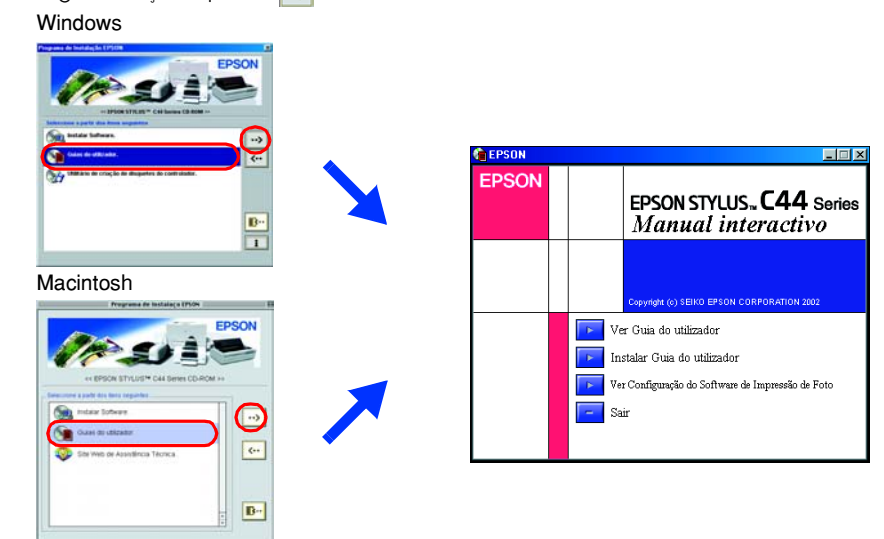 Windows
Programa de Instalação EPSON
EPSON
<< EPSON STYLUS™ C44 Series CD-ROM >>
Seleccione a partir dos itens seguintes
Instalar Software.
Guias do utilizador.
Utilitário de criação de disquetes do controlador.
1
Macintosh
Programa de Instalaça EPSON
EPSON
<< EPSON STYLUS™ C44 Series CD-ROM >>
Seleccione a partir dos itens seguintes
Instalar Software
Guias do utilizador
Site Web de Assistência Técnica
EPSON
EPSON
EPSON STYLUS™ C44 Series
Manual interactivo
Copyright (c) SEIKO EPSON CORPORATION 2002
Ver Guia do utilizador
Instalar Guia do utilizador
Ver Configuração do Software de Impressão de Foto
Sair